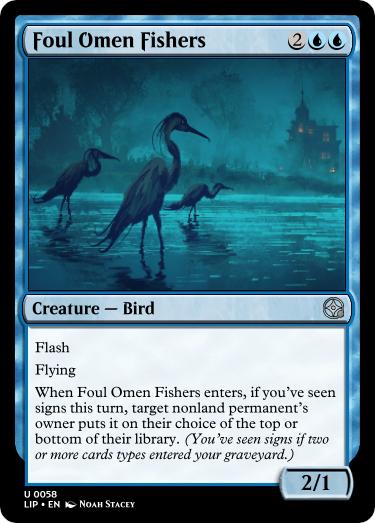 Foul Omen Fishers 2
Creature — Bird
Flash
Flying
When Foul Omen Fishers enters, if you've seen
signs this turn, target nonland permanent's
owner puts it on their choice of the top or
bottom of their library. (You've seen signs if two
or more cards types entered your graveyard.)
2/1
U 0058
LIP • EN Noah Stacey